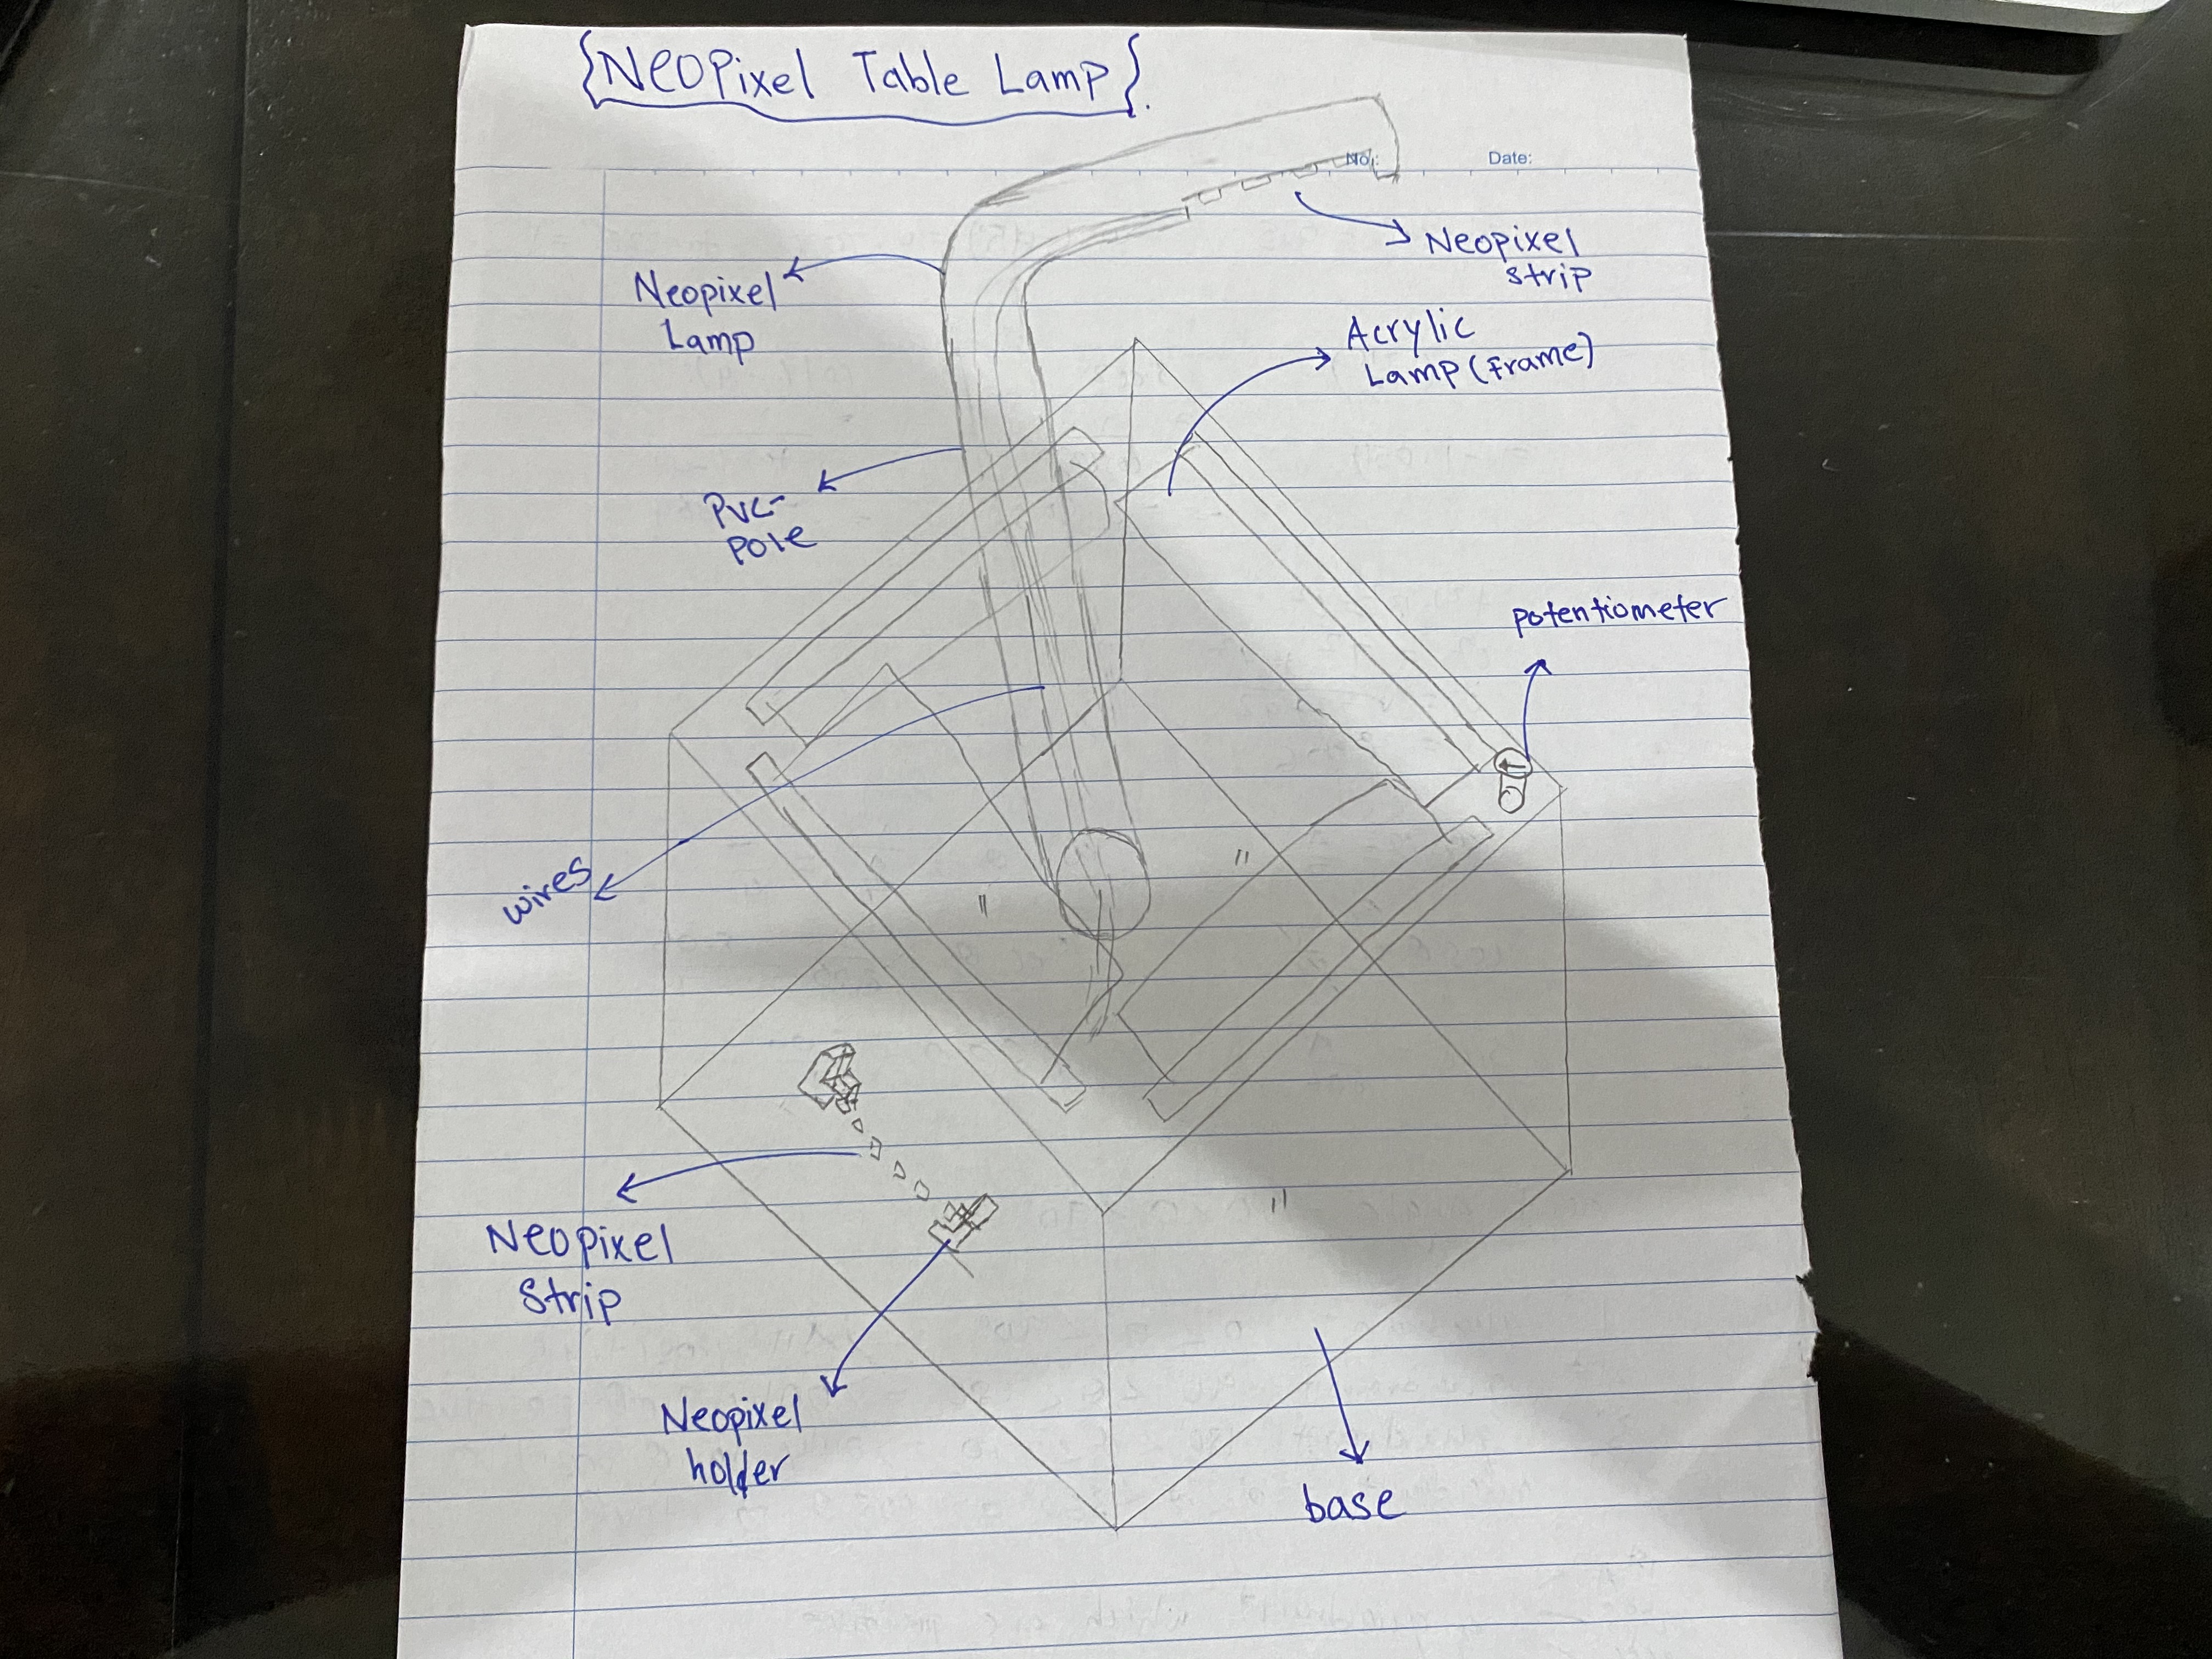 {Neopixel Table Lamp}.
No.:
Date:
Neopixel
Lamp
Neopixel
strip
PVC
Pole
Acrylic
Lamp (frame)
wires
potentiometer
Neopixel
strip
Neopixel
holder
base